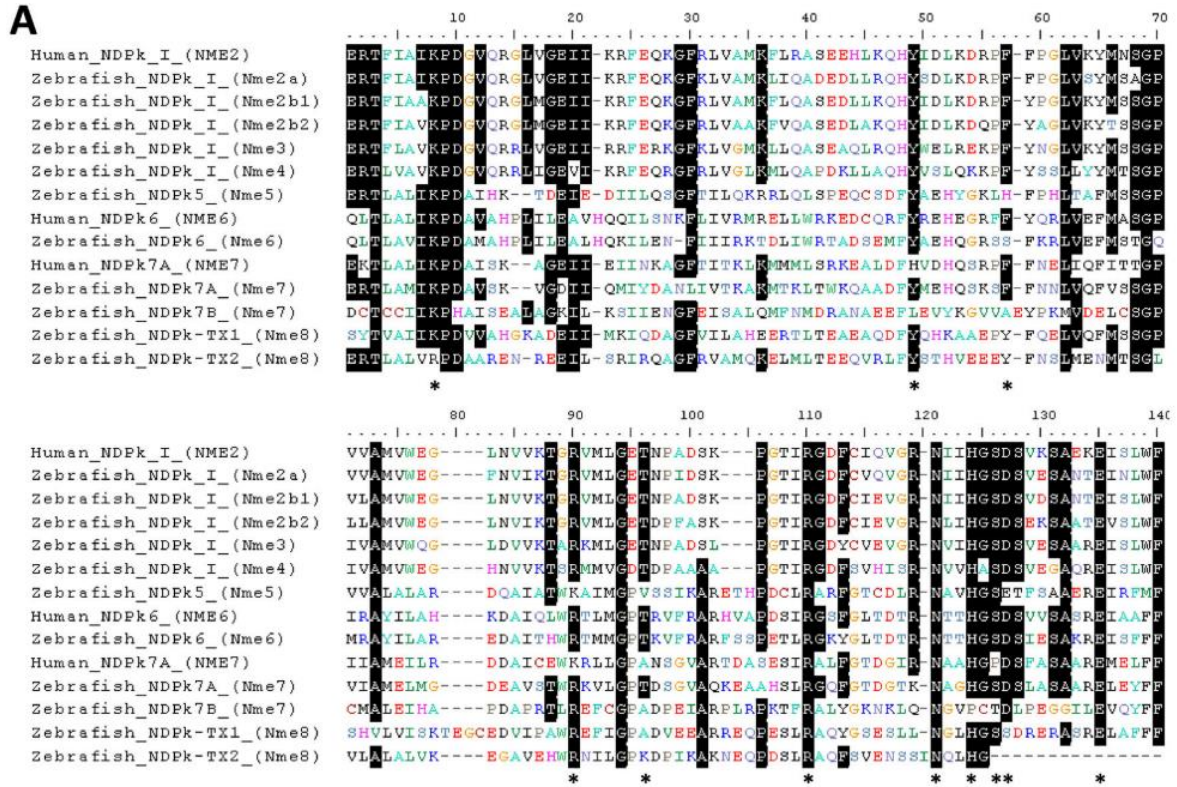 A
10 20 30 40 50 60 70
Human_NDPk_I_(NME2) ERTFIAIKPDGVQRGLVGEII-KRFEQKGFRLVAMKFLRASEEHLKQHYIDLKDRPF-FPGLVKYMNSGP
Zebrafish_NDPk_I_(Nme2a) ERTFIAIKPDGVQRGLVGEII-KRFEQKGFRLVAMKLIQASEDLLRQHYSDLKDRPF-FPGLVSYMSAGP
Zebrafish_NDPk_I_(Nme2b1) ERTFIAAKPDGVQRGLMGEII-KRFEQKGFRLVAMKFLQASEDLLKQHYIDLKDRPF-YPGLVKYMSSGP
Zebrafish_NDPk_I_(Nme2b2) ERTFIAVKPDGVQRGLMGEII-KRFEQKGFRLVAAKFVQASEDLAKQHYIDLKDQPF-YAGLVKYTSSGP
Zebrafish_NDPk_I_(Nme3) ERTFLAVKPDGVQRRLVGEII-RRFERKGFKLVGMKLLQASEAQLRQHYWELREKPF-YNGLVKYMSSGP
Zebrafish_NDPk_I_(Nme4) ERTLVAVKPDGVQRRLIGEVI-KRFEQRGFRLVGLKMLQAPDKLLAQHYVSLQKKPF-YSSLLYYMTSGP
Zebrafish_NDPk5_(Nme5) ERTLALIKPDAIHK--TDEIE-DIILQSGFTILQKRRLQLSPEQCSDFYAEHYGKLH-FPHLTAFMSSGP
Human_NDPk6_(NME6) QLTLALIKPDAVAHPLILEAVHQQILSNKFLIVRMRELLWRKEDCQRFYREHEGRFF-YQRLVEFMASGP
Zebrafish_NDPk6_(Nme6) QLTLAVIKPDAMAHPLILEALHQKILEN-FIIIRKTDLIWRTADSEMFYAEHQGRSS-FKRLVEFMSTGQ
Human_NDPk7A_(NME7) EKTLALIKPDAISK--AGEII-EIINKAGFTITKLKMMMLSRKEALDFHVDHQSRPF-FNELIQFITTGP
Zebrafish_NDPk7A_(Nme7) ERTLAMIKPDAVSK--VGDII-QMIYDANLIVTKAKMTKLTWKQAADFYMEHQSKSF-FNNLVQFVSSGP
Zebrafish_NDPk7B_(Nme7) DCTCCIIKPHAISEALAGKIL-KSIIENGFEISALQMFNMDRANAEEFLEVYKGVVAEYPKMVDELCSGP
Zebrafish_NDPk-TX1_(Nme8) SYTVAIIKPDVVAHGKADEII-MKIQDAGFVILAHEERTLTEAEAQDFYQHKAAEPY-FQELVQFMTSGP
Zebrafish_NDPk-TX2_(Nme8) ERTLALVRPDAAREN-REEIL-SRIRQAGFRVAMQKELMLTEEQVRLFYSTHVEEEY-FNSLMENMTSGL
* * *
80 90 100 110 120 130 140
Human_NDPk_I_(NME2) VVAMVWEG----LNVVKTGRVMLGETNPADSK---PGTIRGDFCIQVGR-NIIHGSDSVKSAEKEISLWF
Zebrafish_NDPk_I_(Nme2a) VVAMVWEG----FNVIKTGRVMLGETNPIDSK---PGTIRGDFCVQVGR-NIIHGSDSVESANTEINLWF
Zebrafish_NDPk_I_(Nme2b1) VLAMVWEG----LNVVKTGRVMLGETNPADSK---PGTIRGDFCIEVGR-NIIHGSDSVDSANTEISLWF
Zebrafish_NDPk_I_(Nme2b2) LLAMVWEG----LNVIKTGRVMLGETDPFASK---PGTIRGDFCIEVGR-NIIHGSDSEKSAATEVSLWF
Zebrafish_NDPk_I_(Nme3) IVAMVWQG----LDVVKTARKMLGETNPADSL---PGTIRGDYCVEVGR-NVIHGSDSVESAAREISLWF
Zebrafish_NDPk_I_(Nme4) IVAMVWEG----HNVVKTSRMMVGDTDPAAAA---PGTIRGDFSVHISR-NVVHASDSVEGAQREISLWF
Zebrafish_NDPk5_(Nme5) VVALALAR----DQAIATWKAIMGPVSSIKARETHPDCLRARFGTCDLR-NAVHGSETFSAAEREIRFMF
Human_NDPk6_(NME6) IRAYILAH----KDAIQLWRTLMGPTRVFRARHVAPDSIRGSFGLTDTR-NTTHGSDSVVSASREIAFFF
Zebrafish_NDPk6_(Nme6) MRAYILAR----EDAITHWRTMMGPTKVFRARFSSPETLRGKYGLTDTR-NTTHGSDSIESAKREISFFF
Human_NDPk7A_(NME7) IIAMEILR----DDAICEWKRLLGPANSGVARTDASESIRALFGTDGIR-NAAHGPDSFASAAREMELFF
Zebrafish_NDPk7A_(Nme7) VIAMELMG----DEAVSTWRKVLGPTDSGVAQKEAAHSLRGQFGTDGTK-NAGHGSDSLASAARELEYFF
Zebrafish_NDPk7B_(Nme7) CMALEIHA----PDAPRTLREFCGPADPEIARPLRPKTFRALYGKNKLQ-NGVPCTDLPEGGILEVQYFF
Zebrafish_NDPk-TX1_(Nme8) SHVLVISKTEGCEDVIPAWREFIGPADVEEARREQPESLRAQYGSESLL-NGLHGSSDRERASRELAFFF
Zebrafish_NDPk-TX2_(Nme8) VLALALVK----EGAVEHWRNILGPKDPIKAKNEQPDSLRAQFSVENSSINQLHG---------------
* * * * * * * *